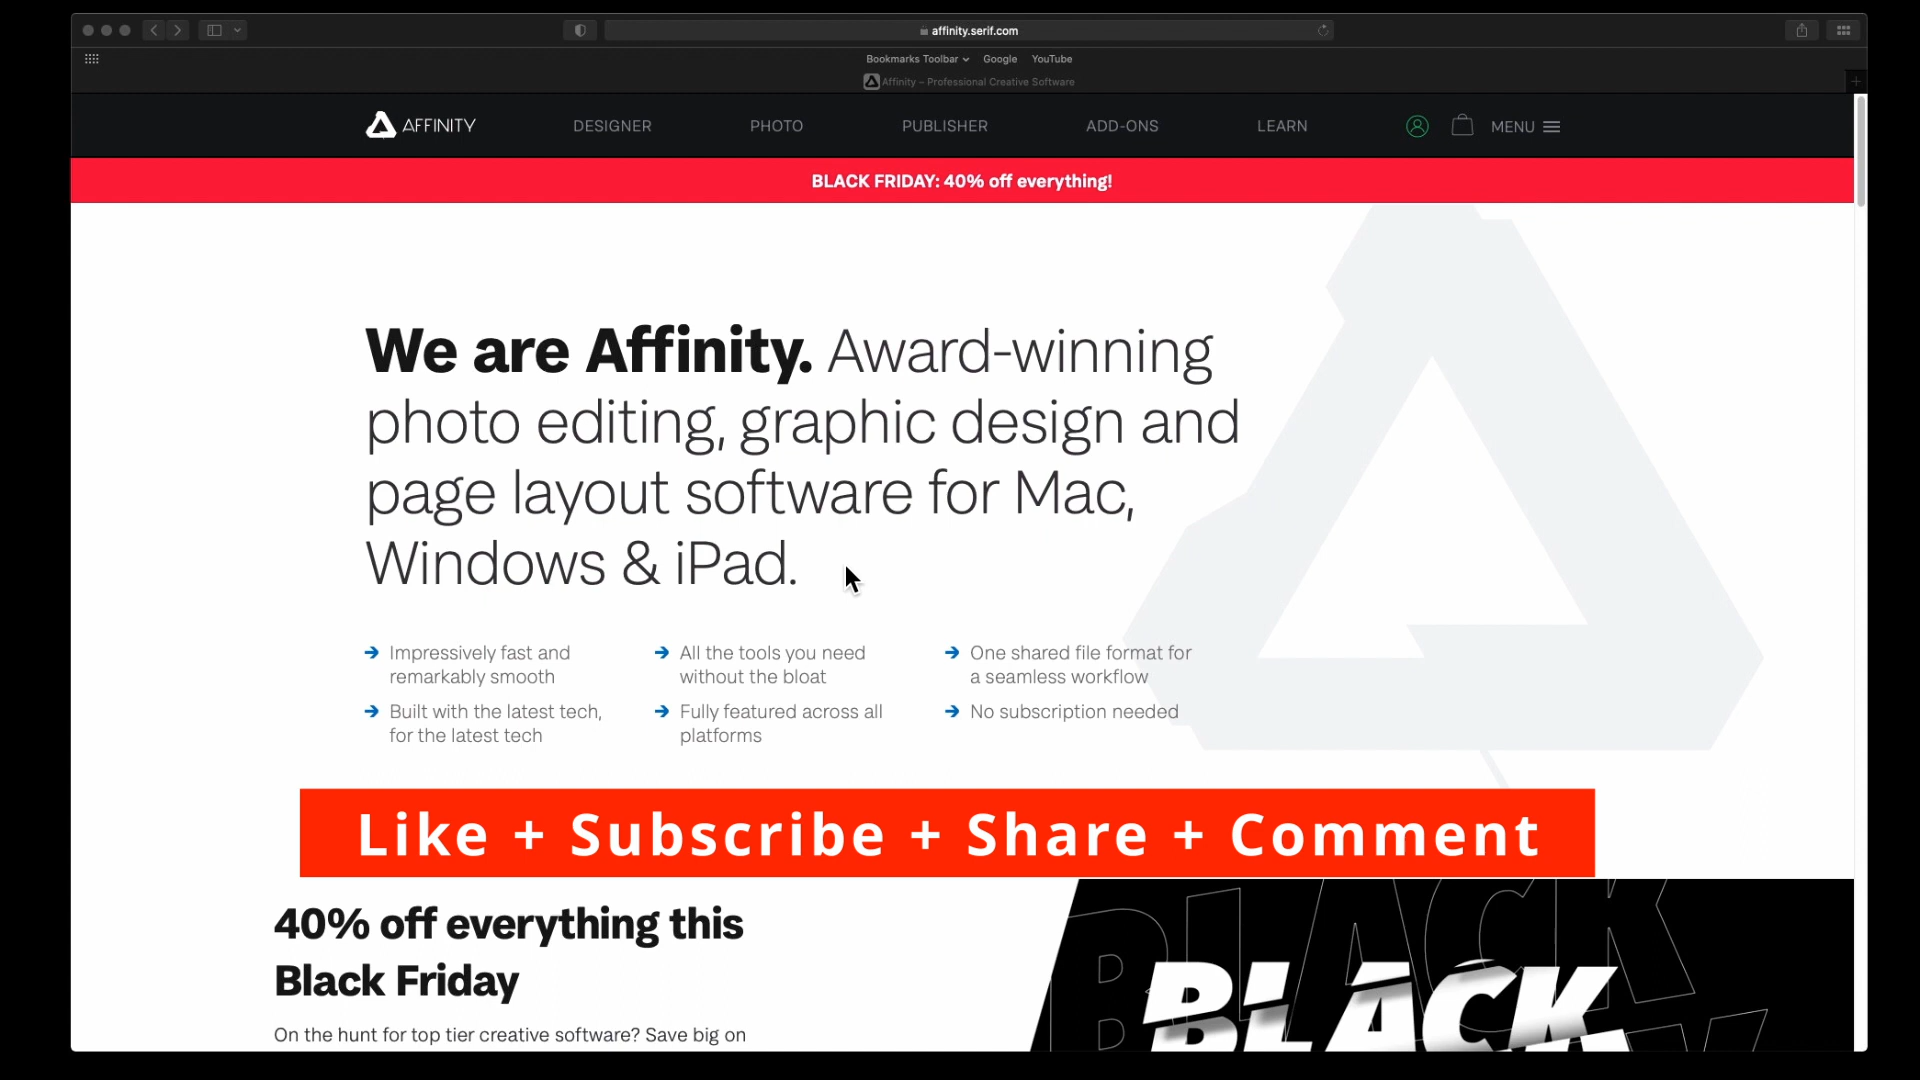 affinity.serif.com
Bookmarks Toolbar Google YouTube
Affinity – Professional Creative Software
AFFINITY DESIGNER PHOTO PUBLISHER ADD-ONS LEARN MENU
BLACK FRIDAY: 40% off everything!
We are Affinity. Award-winning
photo editing, graphic design and
page layout software for Mac,
Windows & iPad.
Impressively fast and
remarkably smooth
All the tools you need
without the bloat
One shared file format for
a seamless workflow
Built with the latest tech,
for the latest tech
Fully featured across all
platforms
No subscription needed
Like + Subscribe + Share + Comment
40% off everything this
Black Friday
On the hunt for top tier creative software? Save big on
BLACK
BLACK